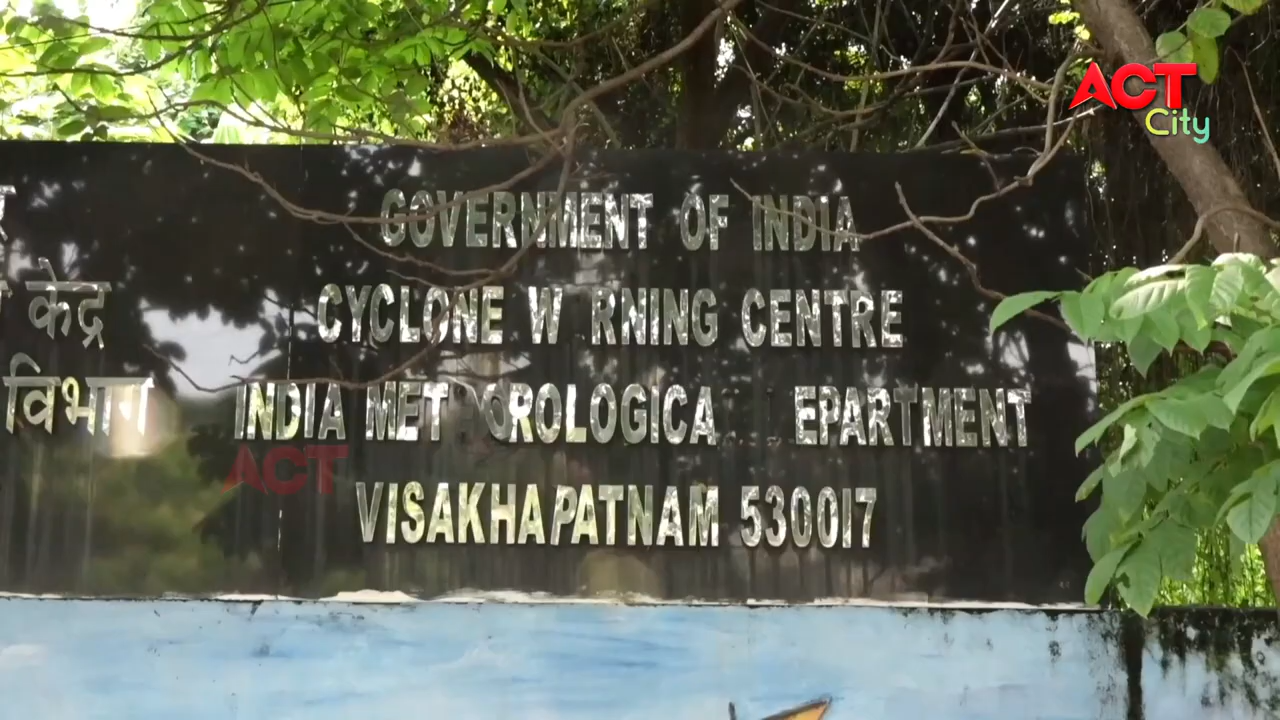 केंद्र
विभाग
GOVERNMENT OF INDIA
CYCLONE W RNING CENTRE
INDIA MET OROLOGICA EPARTMENT
VISAKHAPATNAM 530017
ACT
City
ACT